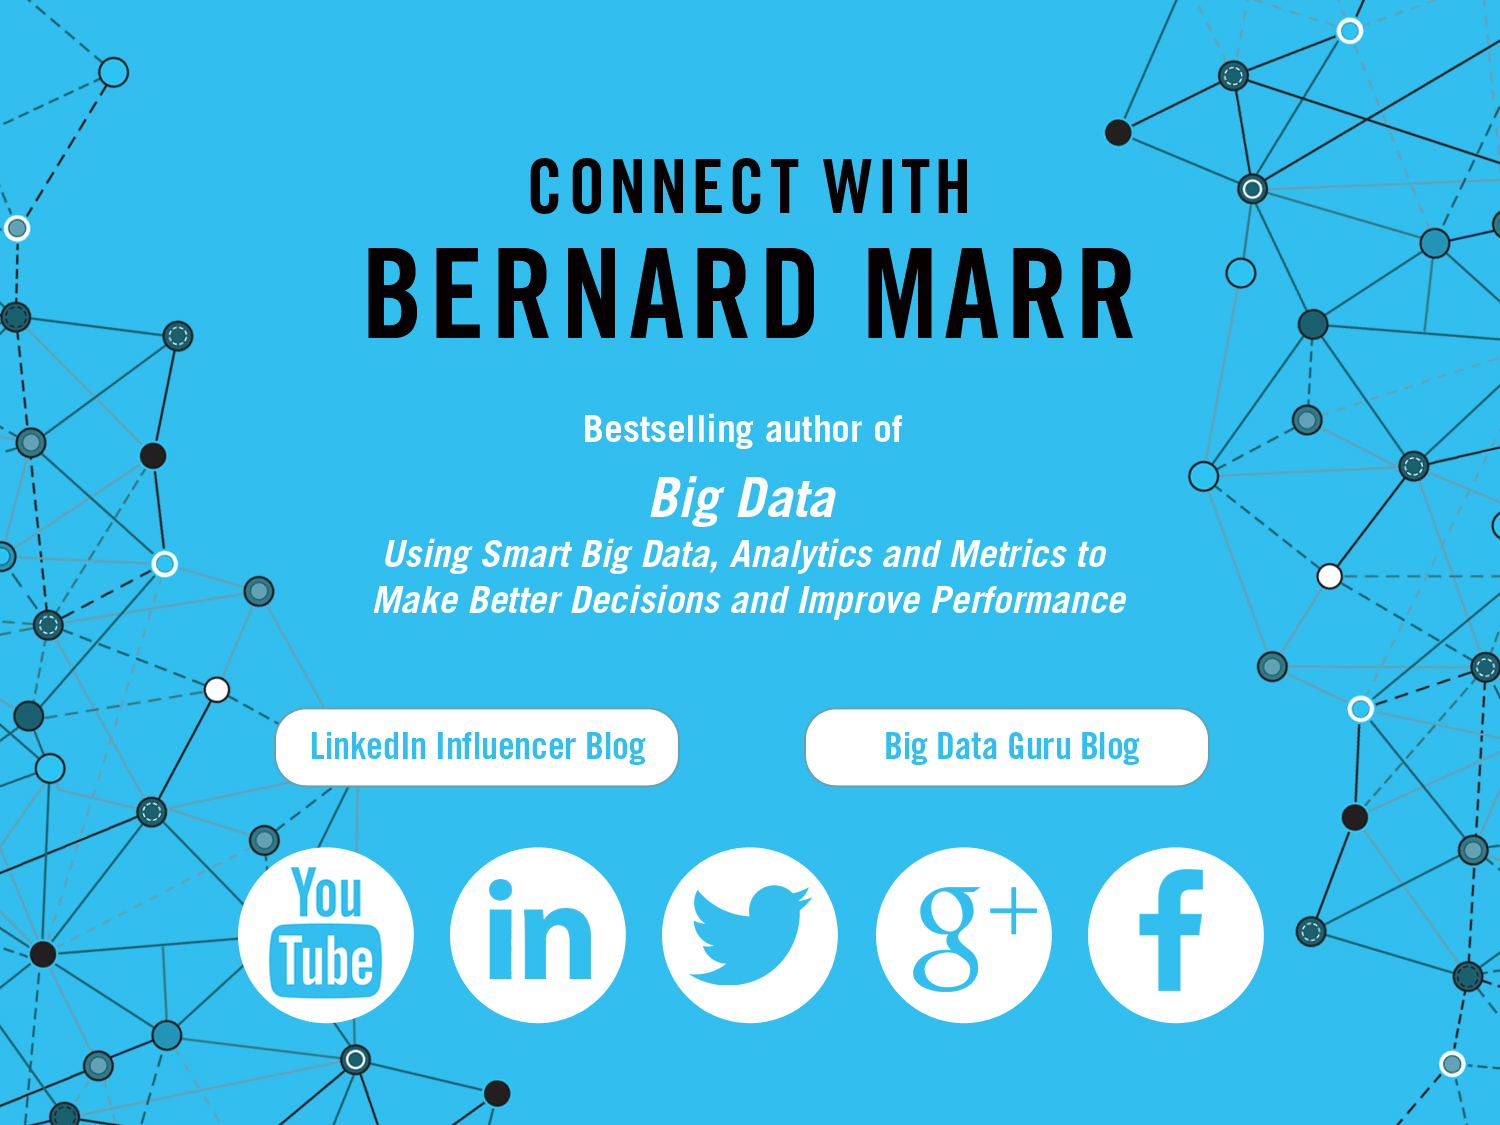 CONNECT WITH
BERNARD MARR
Bestselling author of
Big Data
Using Smart Big Data, Analytics and Metrics to
Make Better Decisions and Improve Performance
LinkedIn Influencer Blog
Big Data Guru Blog
You
Tube
in
g+
f